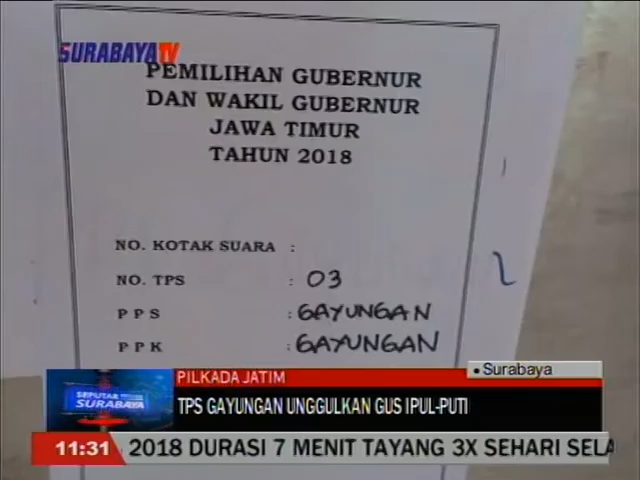 SURABAYATV
PEMILIHAN GUBERNUR
DAN WAKIL GUBERNUR
JAWA TIMUR
TAHUN 2018
NO. KOTAK SUARA :
NO. TPS : 03
PPS : GAYUNGAN
PPK : GAYUNGAN
Surabaya
PILKADA JATIM
SEPUTAR
SURABAYA
TPS GAYUNGAN UNGGULKAN GUS IPUL-PUTI
11:31 2018 DURASI 7 MENIT TAYANG 3X SEHARI SELA